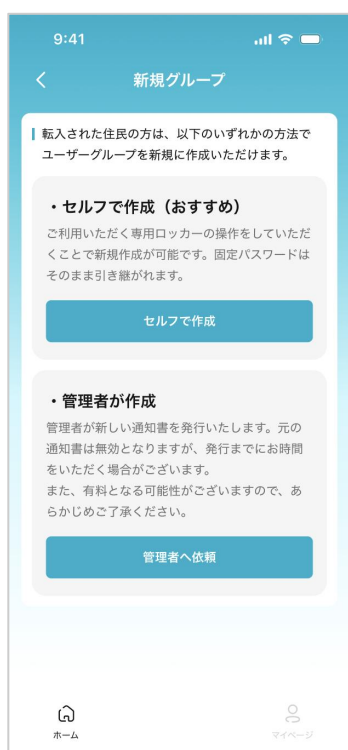 9:41
新規グループ
転入された住民の方は、以下のいずれかの方法で
ユーザーグループを新規に作成いただけます。
・セルフで作成（おすすめ）
ご利用いただく専用ロッカーの操作をしていただ
くことで新規作成が可能です。固定パスワードは
そのまま引き継がれます。
セルフで作成
・管理者が作成
管理者が新しい通知書を発行いたします。元の
通知書は無効となりますが、発行までにお時間
をいただく場合がございます。
また、有料となる可能性がございますので、あ
らかじめご了承ください。
管理者へ依頼
ホーム
マイページ